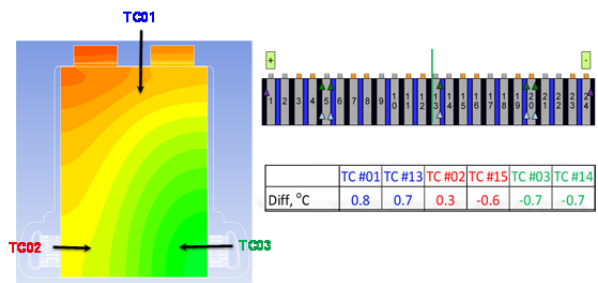 TC01
TC02
TC03
+
-
1 2 3 4 5 6 7 8 9 10 11 12 13 14 15 16 17 18 19 20 21 22 23 24
TC #01 TC #13 TC #02 TC #15 TC #03 TC #14
Diff, °C 0.8 0.7 0.3 -0.6 -0.7 -0.7